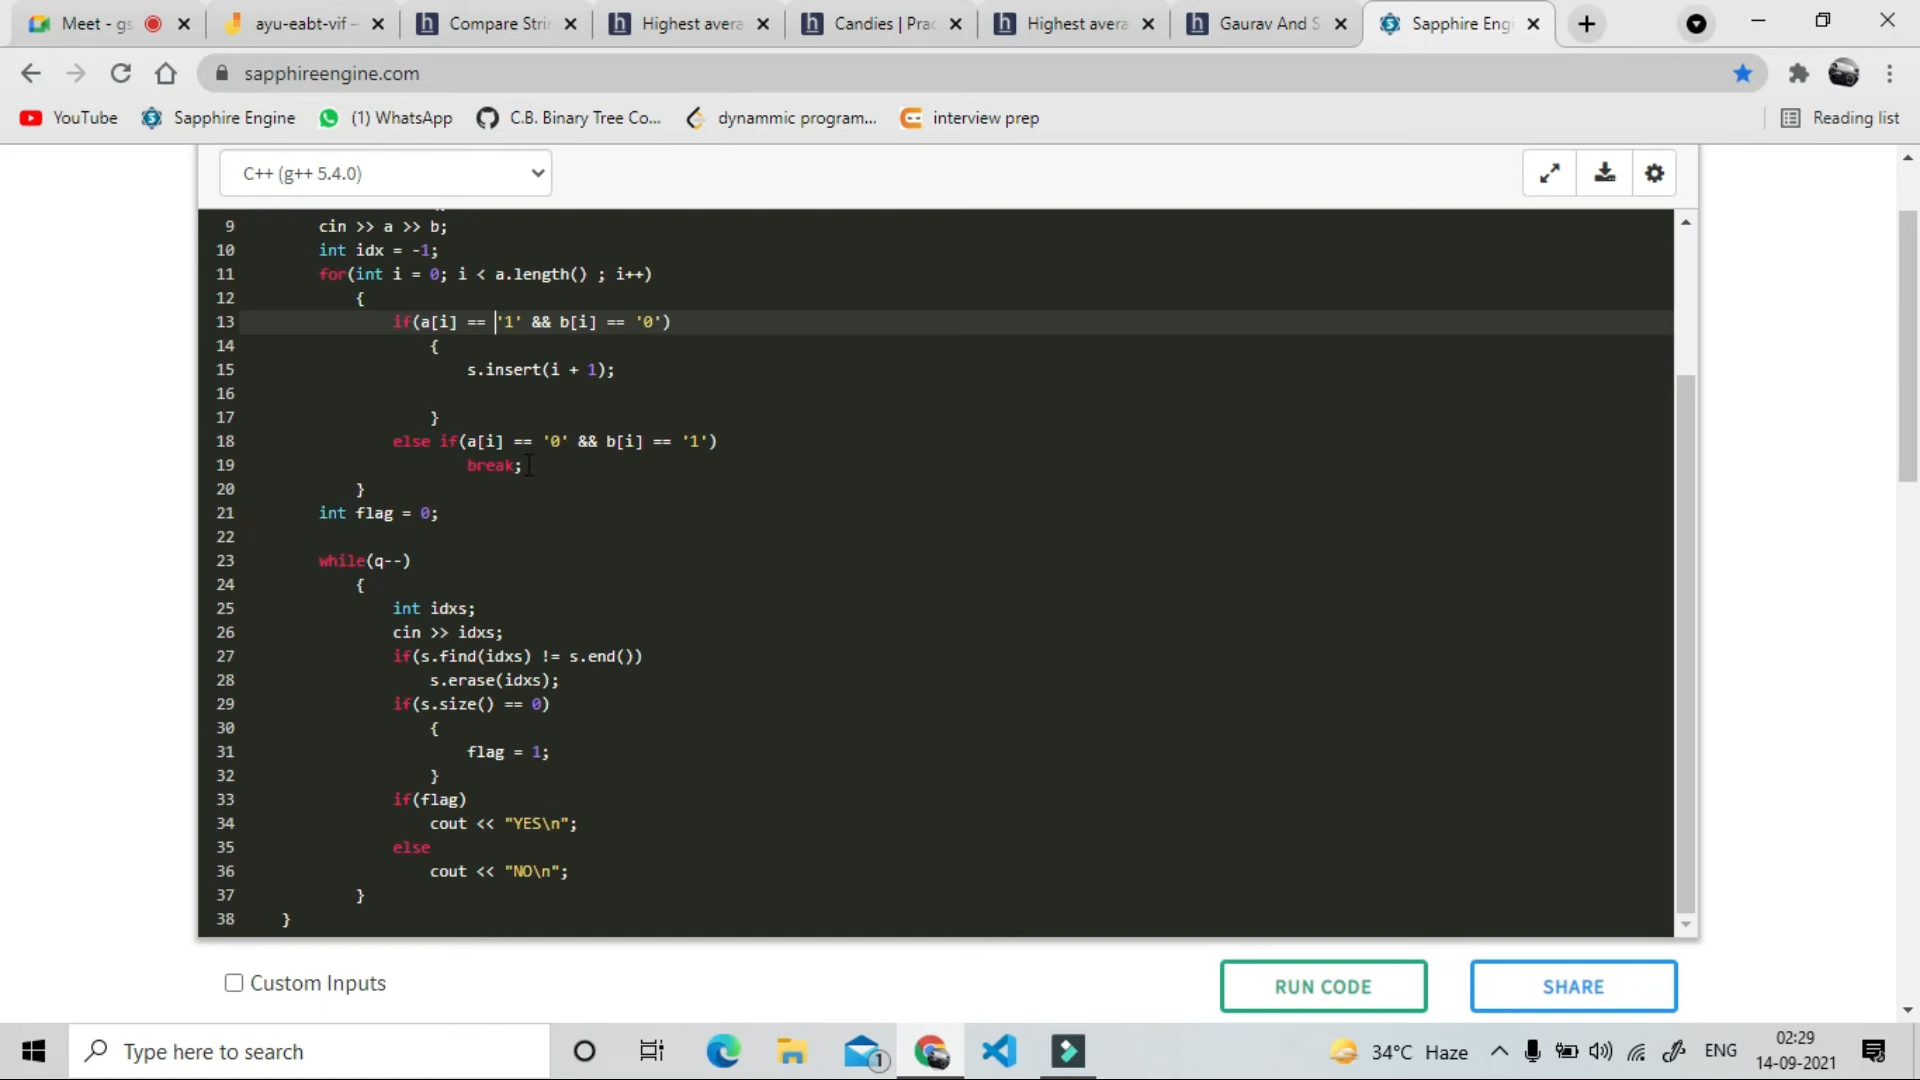 Meet - gs
ayu-eabt-vif -
Compare Stri
Highest avera
Candies | Prac
Highest avera
Gaurav And S
Sapphire Engi
sapphireengine.com
YouTube
Sapphire Engine
(1) WhatsApp
C.B. Binary Tree Co...
dynammic program...
interview prep
Reading list
C++ (g++ 5.4.0)
9 cin >> a >> b;
10 int idx = -1;
11 for(int i = 0; i < a.length() ; i++)
12 {
13 if(a[i] == '1' && b[i] == '0')
14 {
15 s.insert(i + 1);
16
17 }
18 else if(a[i] == '0' && b[i] == '1')
19 break;
20 }
21 int flag = 0;
22
23 while(q--)
24 {
25 int idxs;
26 cin >> idxs;
27 if(s.find(idxs) != s.end())
28 s.erase(idxs);
29 if(s.size() == 0)
30 {
31 flag = 1;
32 }
33 if(flag)
34 cout << "YES\n";
35 else
36 cout << "NO\n";
37 }
38 }
Custom Inputs
RUN CODE
SHARE
Type here to search
1
34°C Haze
ENG
02:29
14-09-2021